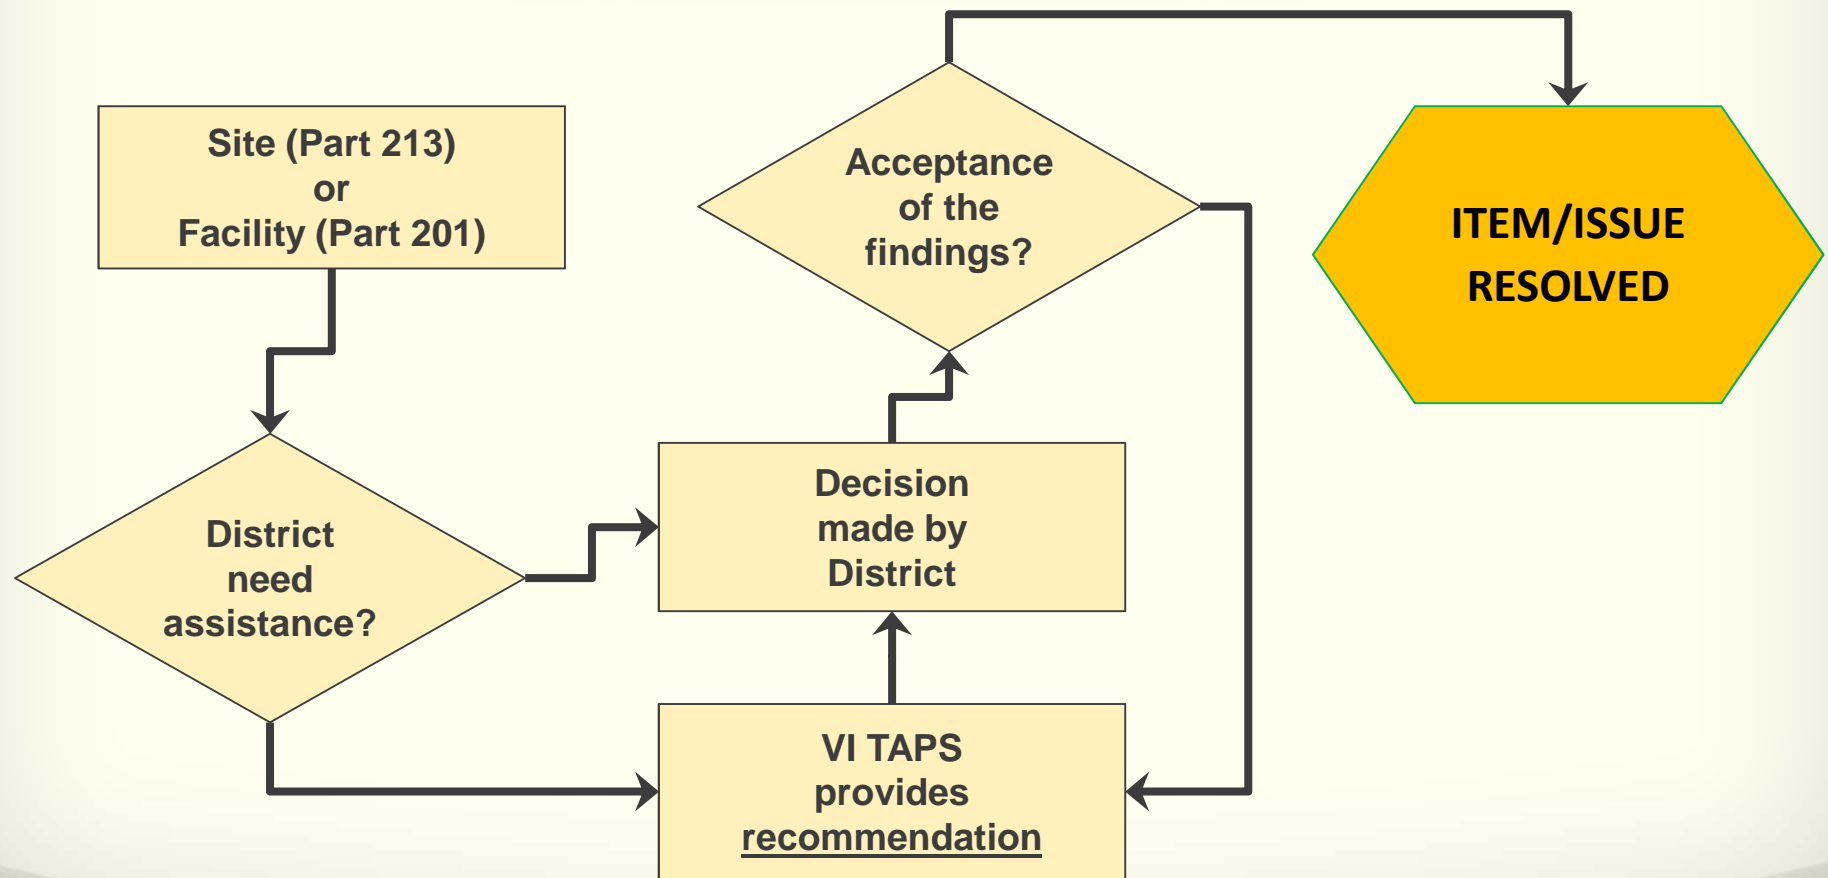 Site (Part 213)
or
Facility (Part 201)
District
need
assistance?
Decision
made by
District
VI TAPS
provides
recommendation
Acceptance
of the
findings?
ITEM/ISSUE
RESOLVED